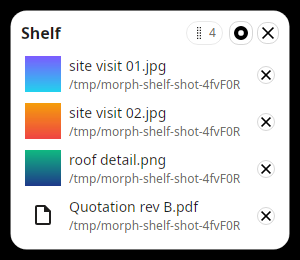 Shelf
4
site visit 01.jpg
/tmp/morph-shelf-shot-4fvF0R
site visit 02.jpg
/tmp/morph-shelf-shot-4fvF0R
roof detail.png
/tmp/morph-shelf-shot-4fvF0R
Quotation rev B.pdf
/tmp/morph-shelf-shot-4fvF0R